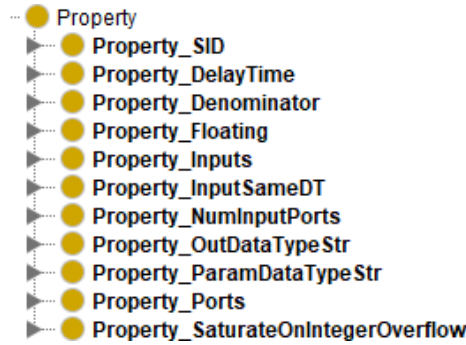 Property
Property_SID
Property_DelayTime
Property_Denominator
Property_Floating
Property_Inputs
Property_InputSameDT
Property_NumInputPorts
Property_OutDataTypeStr
Property_ParamDataTypeStr
Property_Ports
Property_SaturateOnIntegerOverflow